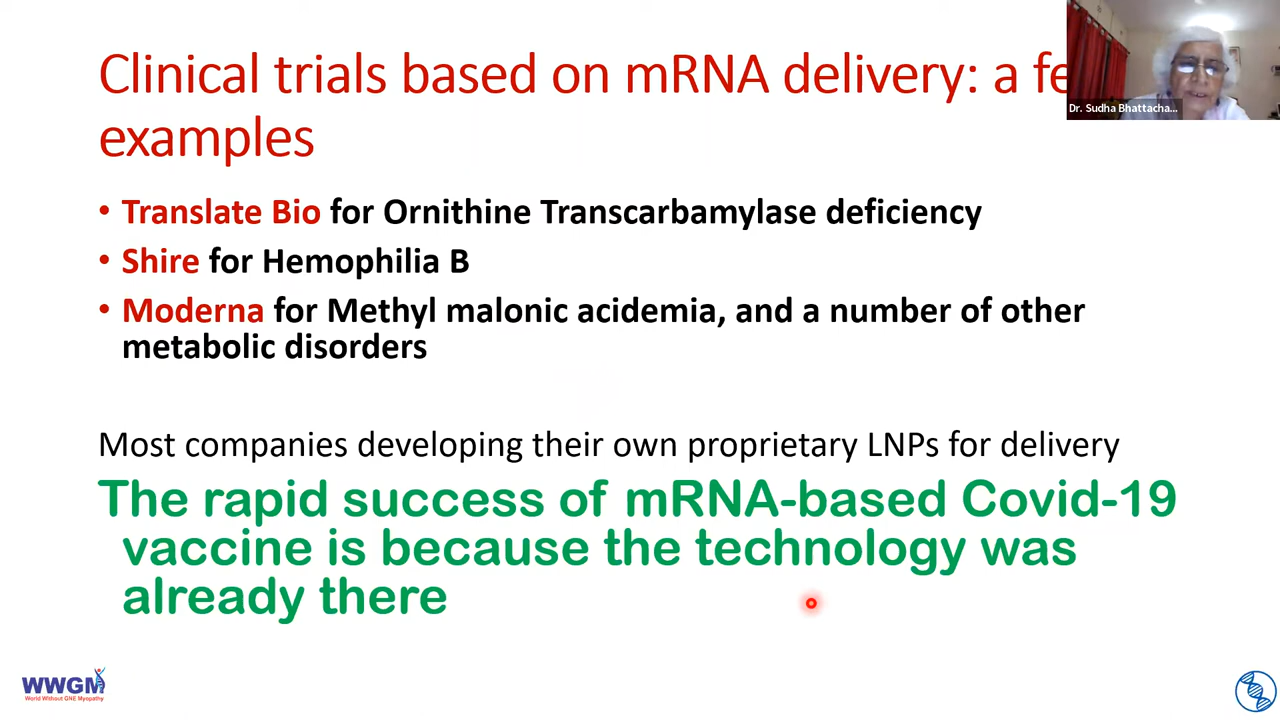 Clinical trials based on mRNA delivery: a fe
examples
Dr. Sudha Bhattacha...
• Translate Bio for Ornithine Transcarbamylase deficiency
• Shire for Hemophilia B
• Moderna for Methyl malonic acidemia, and a number of other
metabolic disorders
Most companies developing their own proprietary LNPs for delivery
The rapid success of mRNA-based Covid-19
vaccine is because the technology was
already there
WWGM
World Without GNE Myopathy